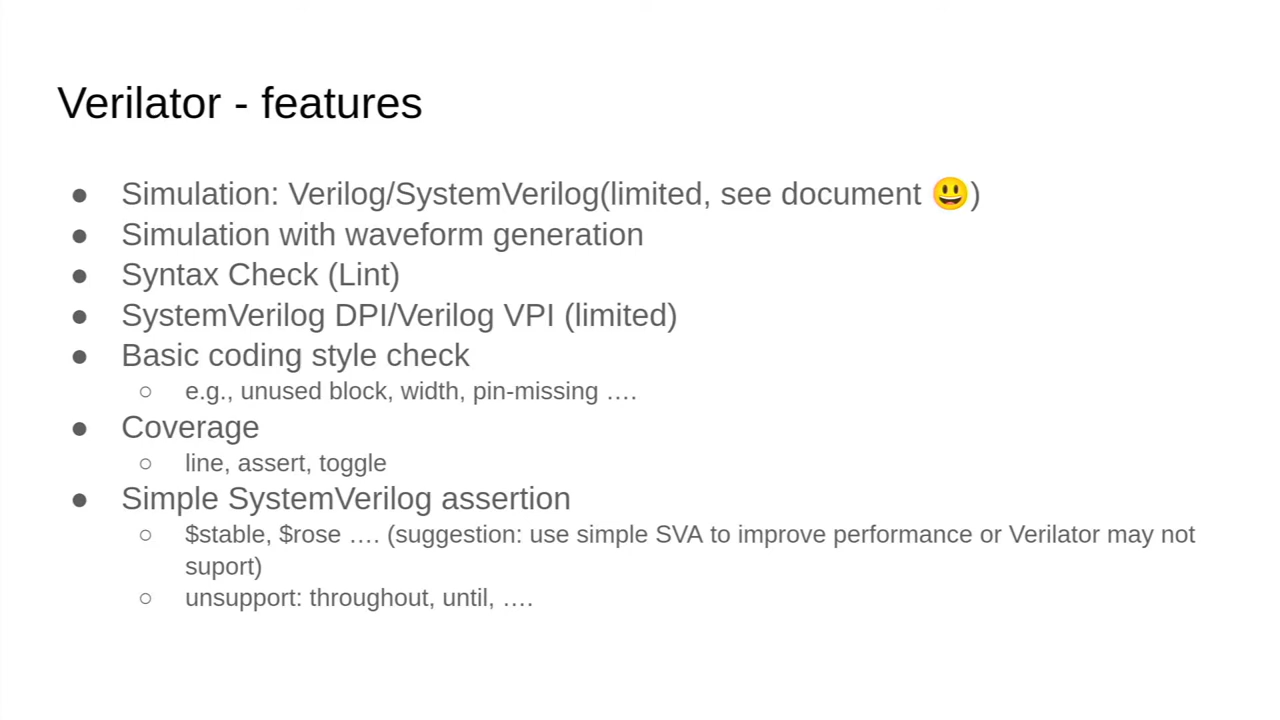 Verilator - features
● Simulation: Verilog/SystemVerilog(limited, see document 😃)
● Simulation with waveform generation
● Syntax Check (Lint)
● SystemVerilog DPI/Verilog VPI (limited)
● Basic coding style check
○ e.g., unused block, width, pin-missing ….
● Coverage
○ line, assert, toggle
● Simple SystemVerilog assertion
○ $stable, $rose …. (suggestion: use simple SVA to improve performance or Verilator may not
suport)
○ unsupport: throughout, until, ….